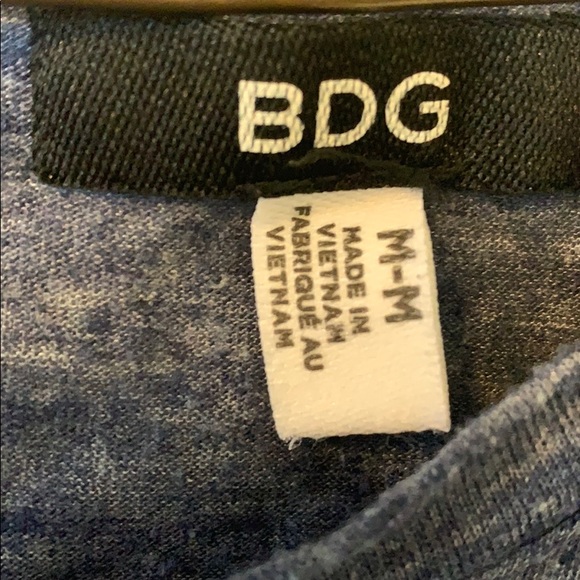 BDG
M-M
MADE IN
VIETNAM
FABRIQUÉ AU
VIETNAM